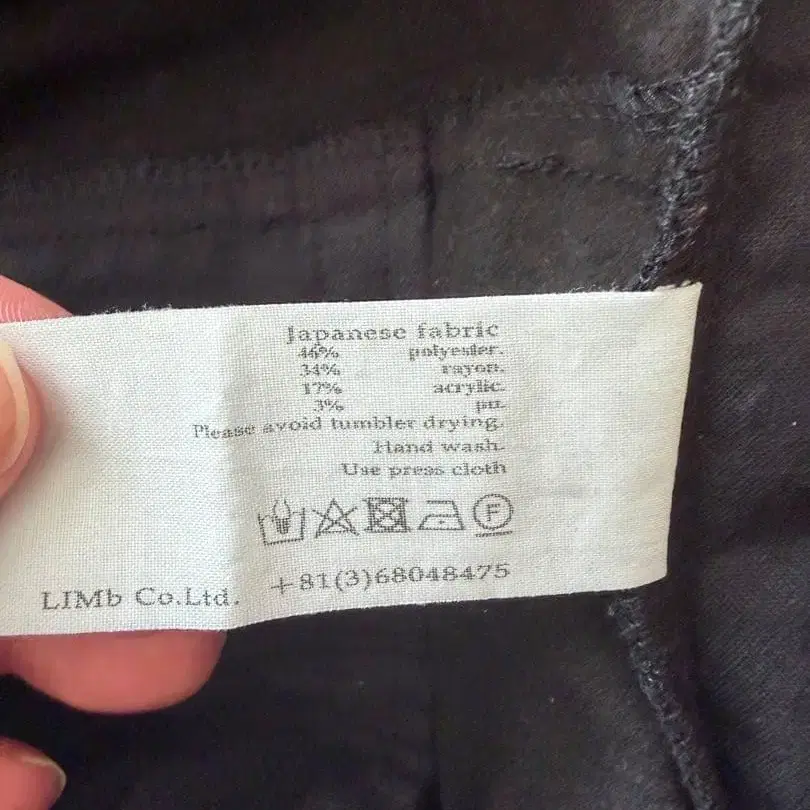 Japanese fabric
46% polyester.
34% rayon.
17% acrylic.
3% pu.
Please avoid tumbler drying.
Hand wash.
Use press cloth
F
+81(3)68048475
LIMb Co.Ltd.